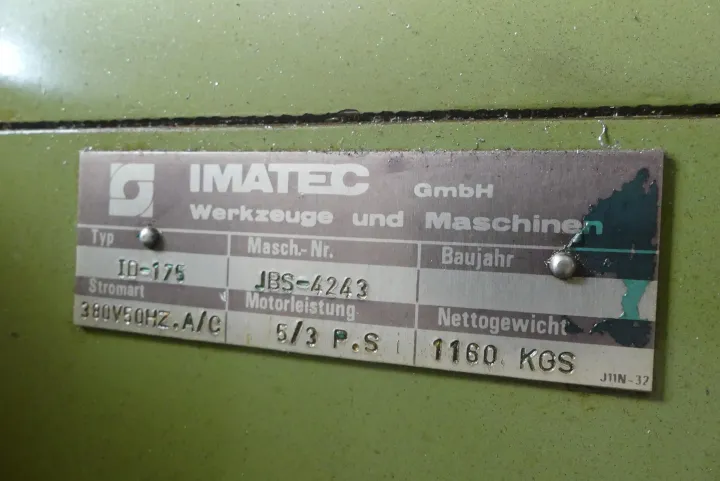 IMATEC GmbH
Werkzeuge und Maschinen
Typ Masch.-Nr. Baujahr
ID-175 JBS-4243
Stromart Motorleistung Nettogewicht
380V50HZ.A/C 5/3 P.S 1160 KGS
J11N-32